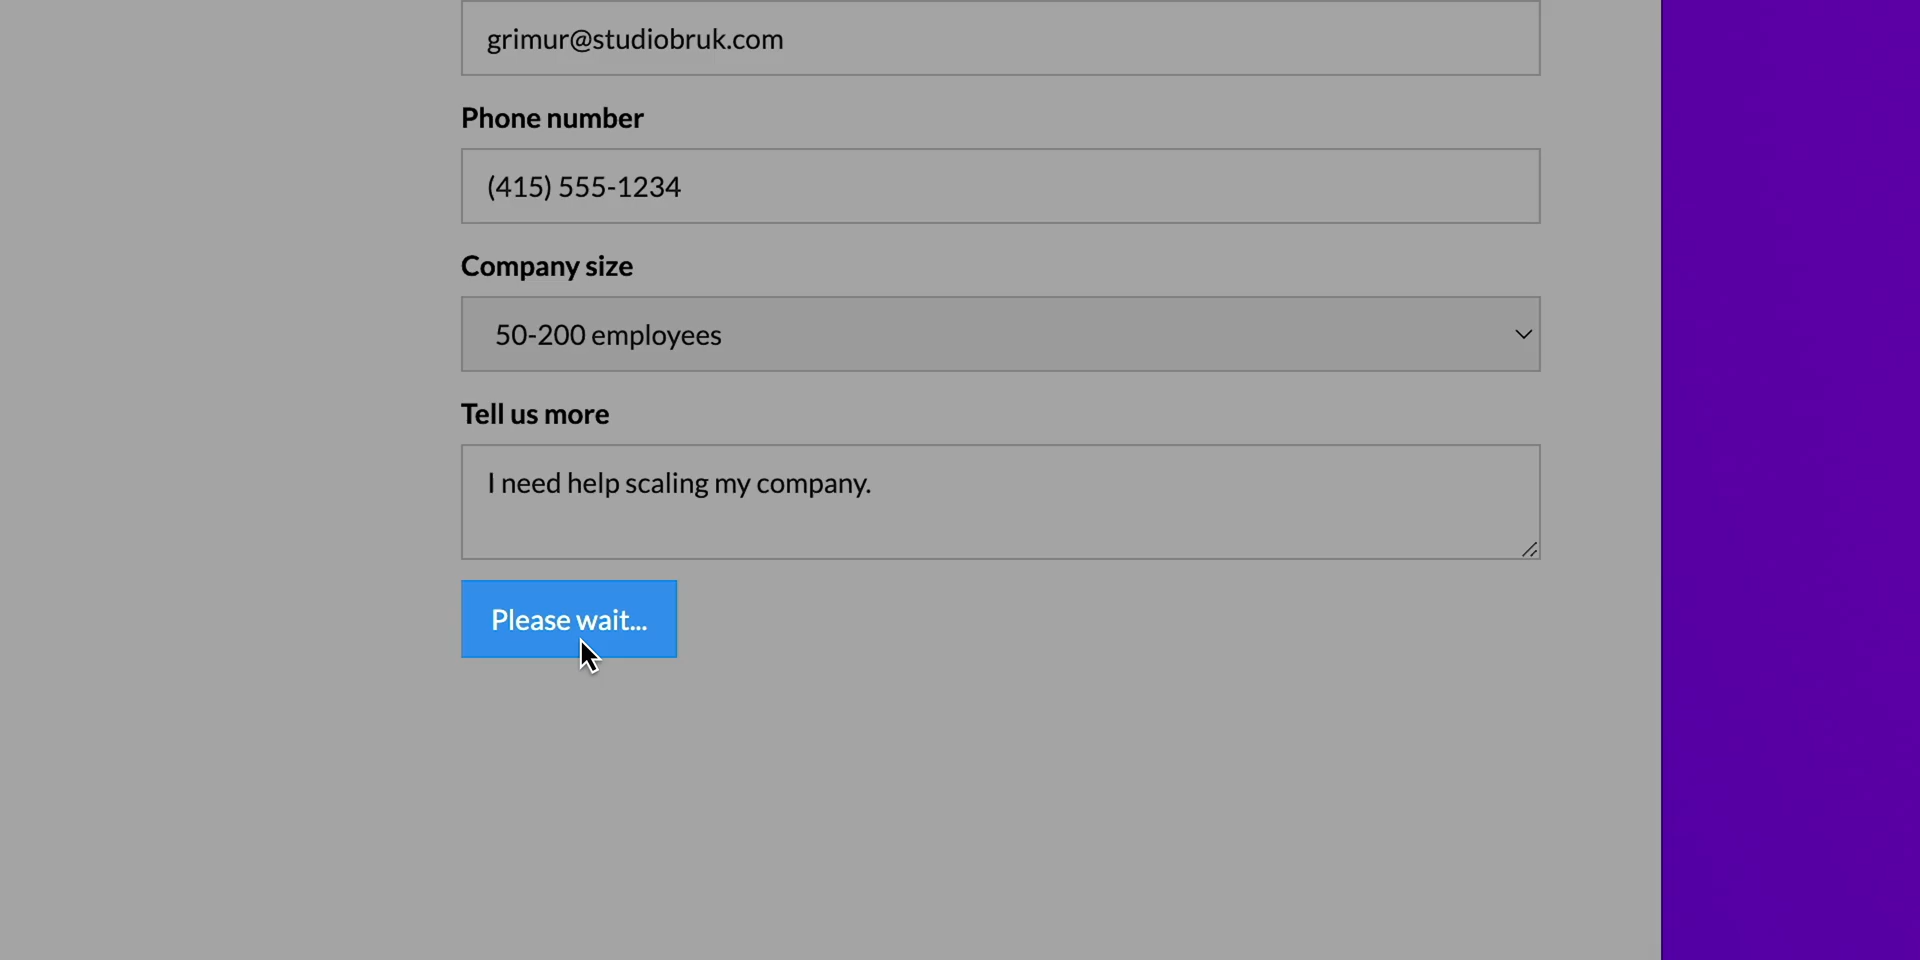 grimur@studiobruk.com
Phone number
(415) 555-1234
Company size
50-200 employees
Tell us more
I need help scaling my company.
Please wait...